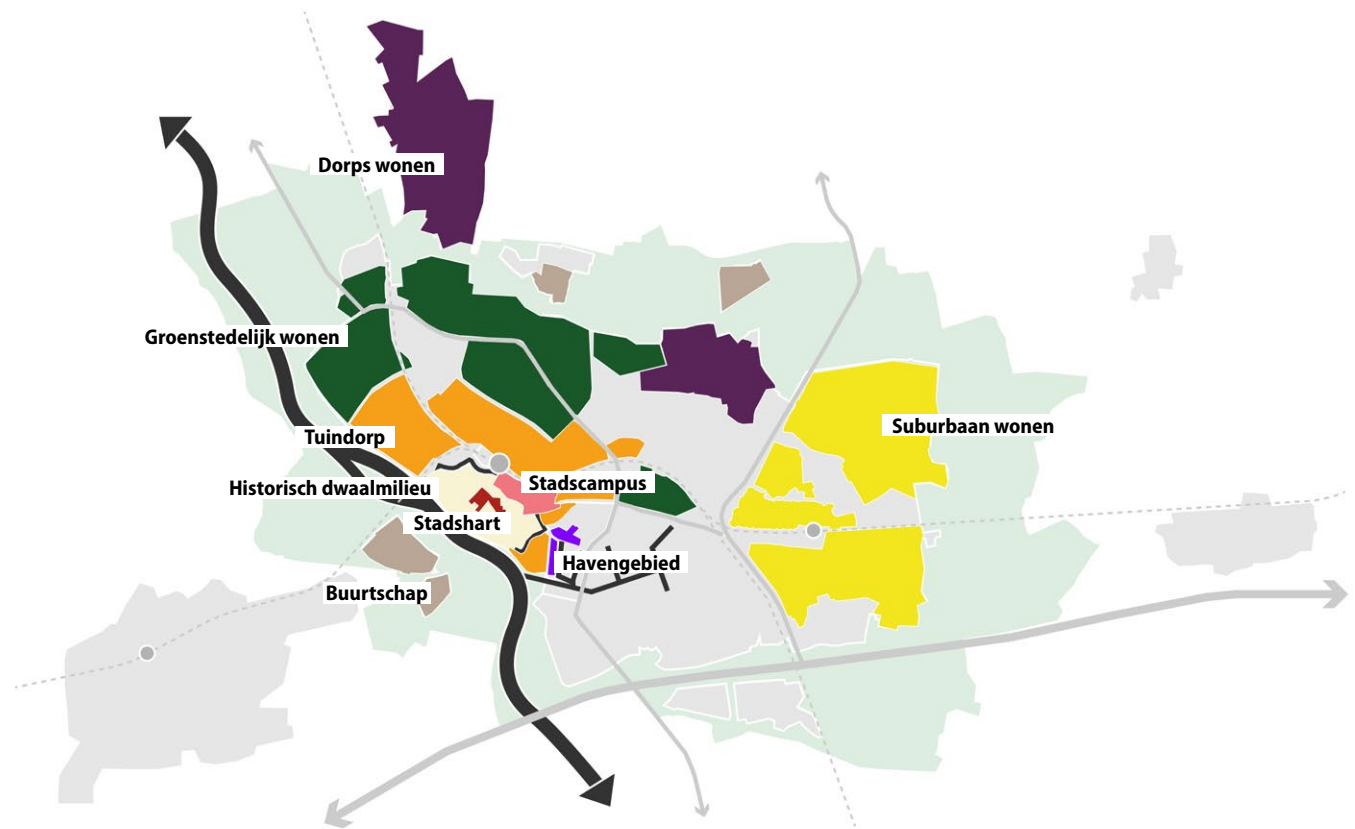 Dorps wonen
Groenstedelijk wonen
Suburbaan wonen
Tuindorp
Stadscampus
Historisch dwaalmilieu
Stadshart
Havengebied
Buurtschap